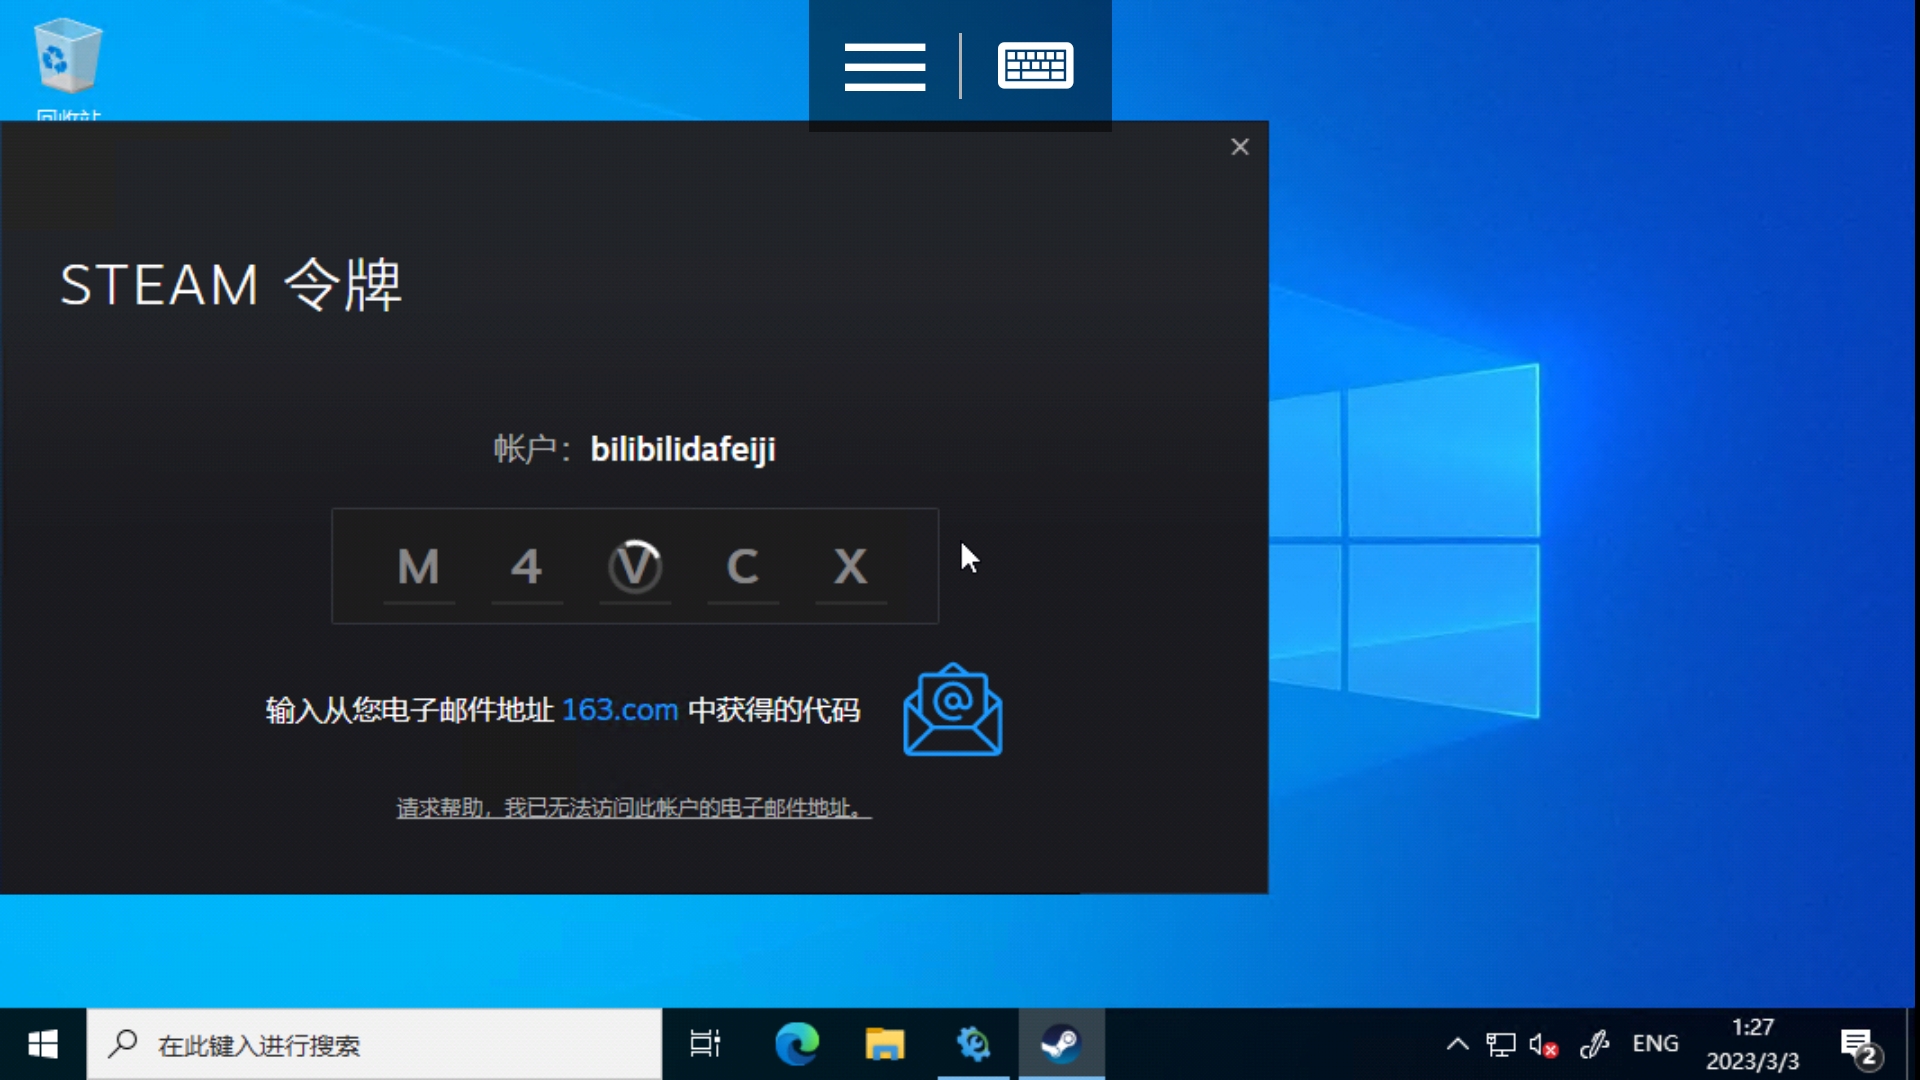 回收站
STEAM 令牌
帐户： bilibilidafeiji
M 4 V C X
输入从您电子邮件地址 163.com 中获得的代码
请求帮助，我已无法访问此帐户的电子邮件地址。
在此键入进行搜索
ENG
1:27
2023/3/3
2